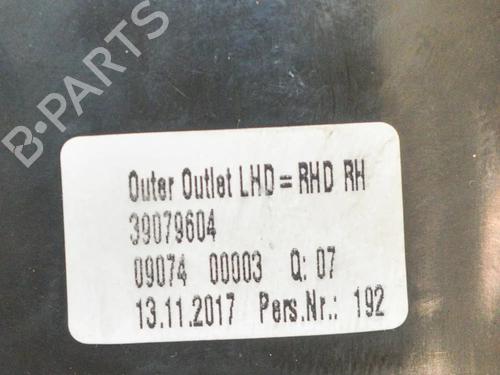 B-PARTS
Outer Outlet LHD = RHD RH
39079604
09074 00003 Q: 07
13.11.2017 Pers.Nr.: 192